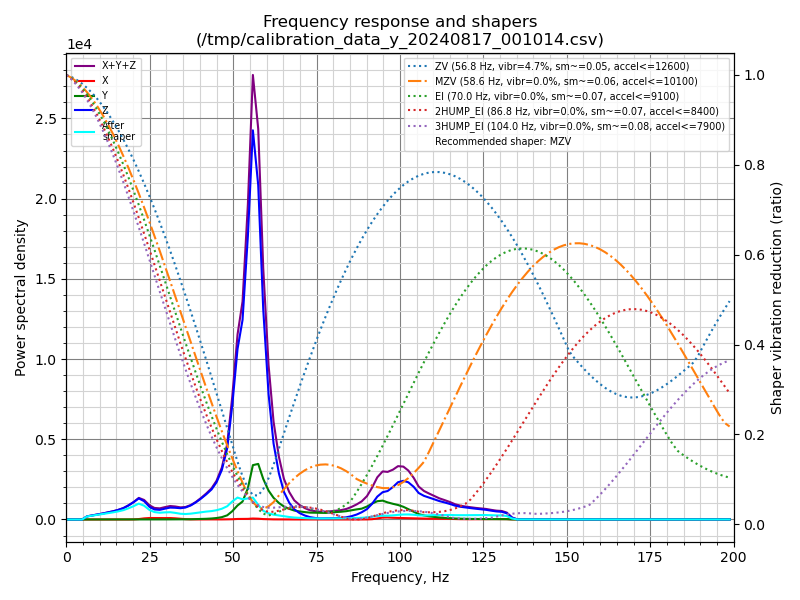 Frequency response and shapers
(/tmp/calibration_data_y_20240817_001014.csv)
1e4
X+Y+Z
X
Y
Z
After
shaper
ZV (56.8 Hz, vibr=4.7%, sm~=0.05, accel<=12600)
MZV (58.6 Hz, vibr=0.0%, sm~=0.06, accel<=10100)
EI (70.0 Hz, vibr=0.0%, sm~=0.07, accel<=9100)
2HUMP_EI (86.8 Hz, vibr=0.0%, sm~=0.07, accel<=8400)
3HUMP_EI (104.0 Hz, vibr=0.0%, sm~=0.08, accel<=7900)
Recommended shaper: MZV
Power spectral density
2.5
2.0
1.5
1.0
0.5
0.0
1.0
0.8
0.6
0.4
0.2
0.0
Shaper vibration reduction (ratio)
0 25 50 75 100 125 150 175 200
Frequency, Hz